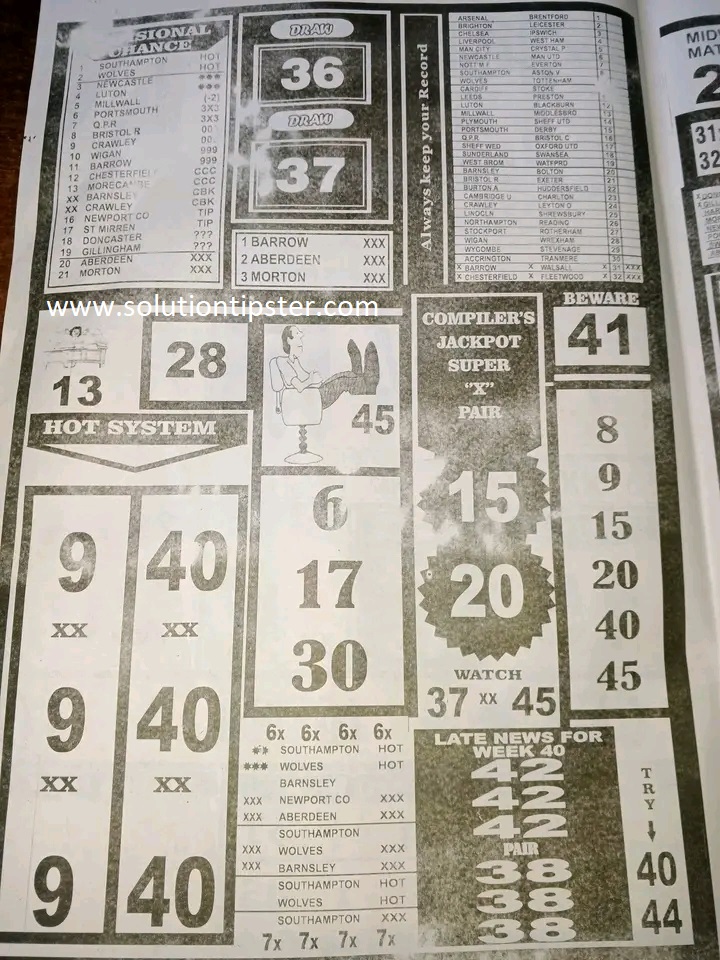 SIONAL
CHANCE
1 SOUTHAMPTON HOT
2 WOLVES HOT
3 NEWCASTLE ***
4 LUTON ***
5 MILLWALL (-2)
6 PORTSMOUTH 3X3
7 Q.P.R 3X3
8 BRISTOL R 00
9 CRAWLEY 00
10 WIGAN 999
11 BARROW 999
12 CHESTERFIELD CCC
13 CCC
XX BARNSLEY CBK
XX CRAWLEY CBK
16 NEWPORT CO TIP
17 ST MIRREN TIP
18 DONCASTER ???
19 GILLINGHAM ???
20 ABERDEEN XXX
21 MORTON XXX
DRAW
36
DRAW
37
1 BARROW XXX
2 ABERDEEN XXX
3 MORTON XXX
Always keep your Record
ARSENAL BRENTFORD 1
BRIGHTON LEICESTER 2
CHELSEA IPSWICH
LIVERPOOL WEST HAM
MAN CITY CRYSTAL P
NEWCASTLE MAN UTD
NOTT'M F EVERTON
SOUTHAMPTON ASTON V
WOLVES TOTTENHAM
CARDIFF STOKE
LEEDS PRESTON
LUTON BLACKBURN 12
MILLWALL MIDDLESBRO 13
PLYMOUTH SHEFF UTD 14
PORTSMOUTH DERBY 15
Q.P.R BRISTOL C 16
SHEFF WED OXFORD UTD 17
SUNDERLAND SWANSEA 18
WEST BROM WATFPRD 19
BARNSLEY BOLTON 20
BRISTOL R EXETER 21
BURTON A HUDDERSFIELD 22
CAMBRIDGE U CHARLTON 23
CRAWLEY LEYTON O 24
LINCOLN SHREWSBURY 25
NORTHAMPTON READING 26
STOCKPORT ROTHERHAM 27
WIGAN WREXHAM 28
WYCOMBE STEVENAGE 29
ACCRINGTON TRANMERE 30
X BARROW X WALSALL X 31 XXX
X CHESTERFIELD X FLEETWOOD X 32 XXX
www.solutiontipster.com
13
28
45
HOT SYSTEM
9 40
XX XX
9 40
XX XX
9 40
6
17
30
COMPILER'S
JACKPOT
SUPER
"X"
PAIR
15
20
WATCH
37 XX 45
BEWARE
41
8
9
15
20
40
45
6x 6x 6x 6x
*** SOUTHAMPTON HOT
*** WOLVES HOT
BARNSLEY
XXX NEWPORT CO XXX
XXX ABERDEEN XXX
SOUTHAMPTON
XXX WOLVES XXX
XXX BARNSLEY XXX
SOUTHAMPTON HOT
WOLVES HOT
SOUTHAMPTON XXX
7x 7x 7x 7x
LATE NEWS FOR
WEEK 40
42
42
42
PAIR
38
38
38
TRY
40
44
MID
MAT
2
31
32